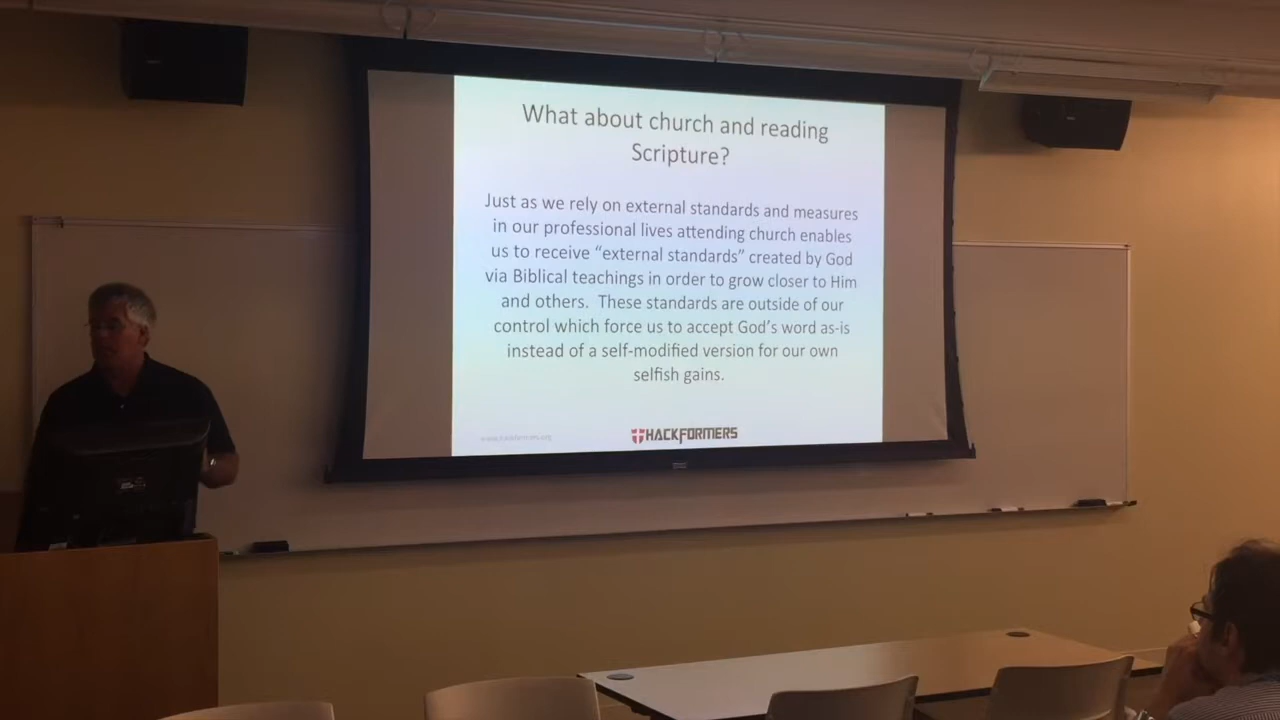 What about church and reading
Scripture?
Just as we rely on external standards and measures
in our professional lives attending church enables
us to receive “external standards” created by God
via Biblical teachings in order to grow closer to Him
and others.  These standards are outside of our
control which force us to accept God’s word as-is
instead of a self-modified version for our own
selfish gains.
www.hackformers.org
HACKFORMERS